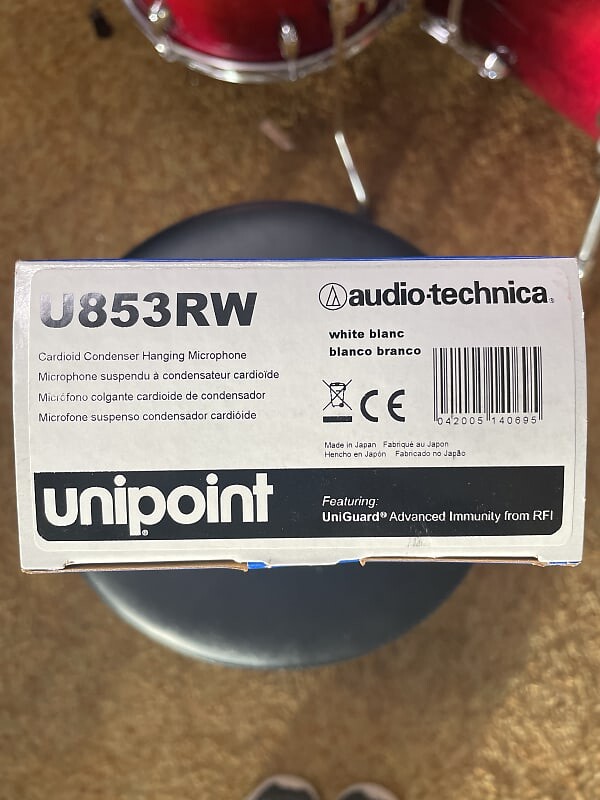 U853RW
audio-technica®
white blanc
blanco branco
Cardioid Condenser Hanging Microphone
Microphone suspendu à condensateur cardioïde
Micrófono colgante cardioide de condensador
Microfone suspenso condensador cardióide
CE
042005 140695
Made in Japan Fabriqué au Japon
Hencho en Japón Fabricado no Japão
unipoint®
Featuring:
UniGuard® Advanced Immunity from RFI